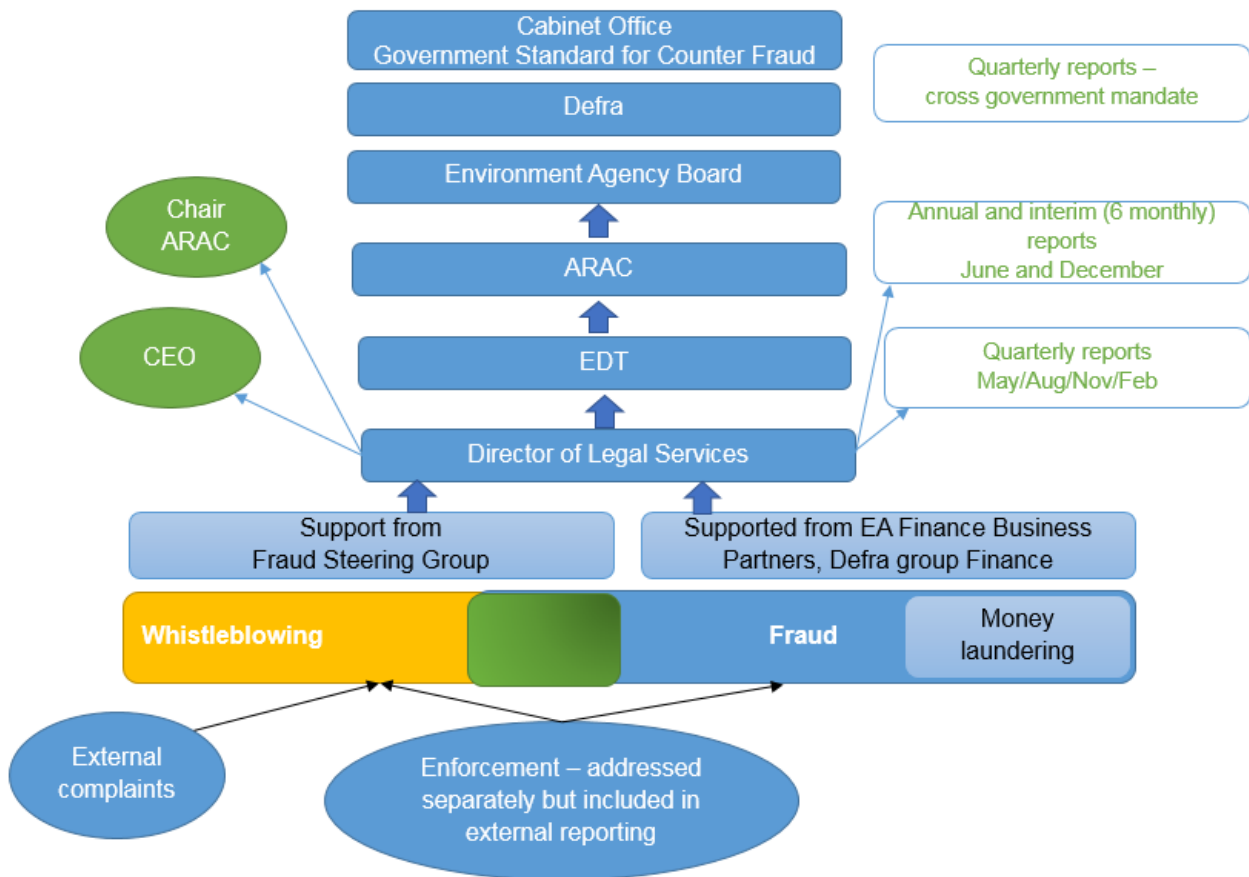 Cabinet Office
Government Standard for Counter Fraud
Quarterly reports –
cross government mandate
Defra
Environment Agency Board
Chair
ARAC
Annual and interim (6 monthly)
reports
June and December
ARAC
CEO
EDT
Quarterly reports
May/Aug/Nov/Feb
Director of Legal Services
Support from
Fraud Steering Group
Supported from EA Finance Business
Partners, Defra group Finance
Whistleblowing
Fraud
Money
laundering
External
complaints
Enforcement – addressed
separately but included in
external reporting